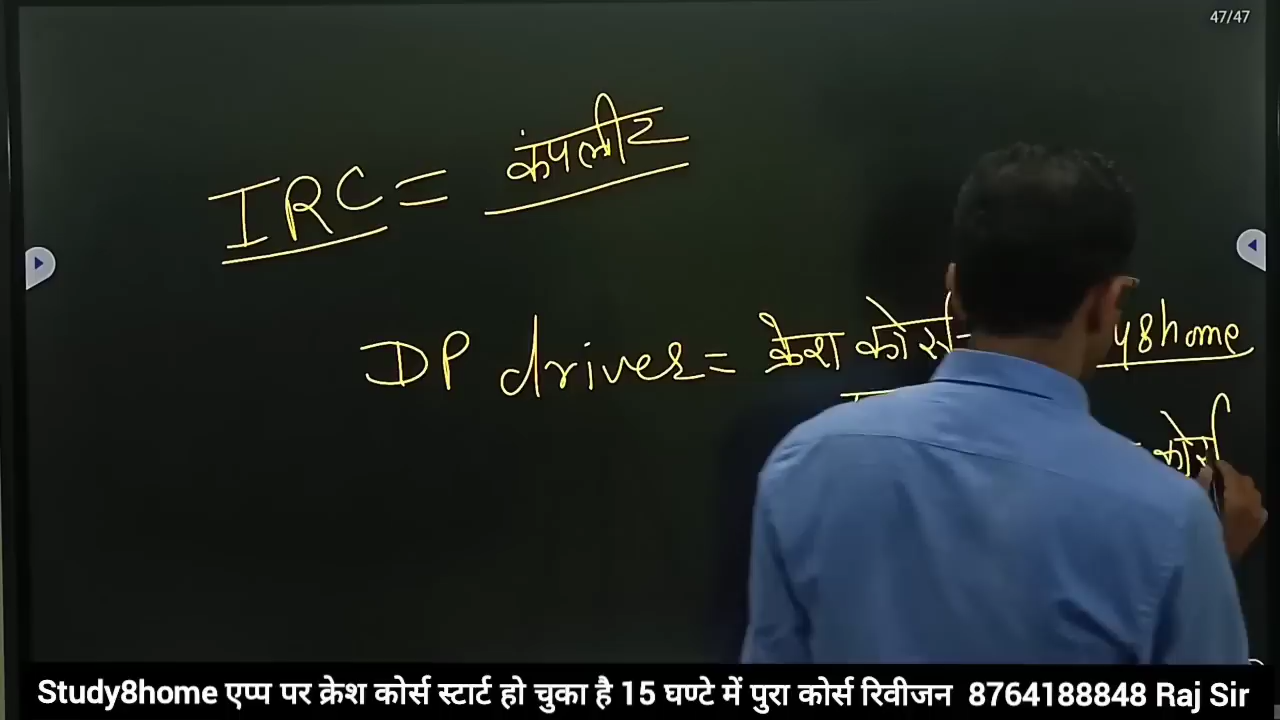 47/47
IRC = कंपलीट
DP driver = क्रेश कोर्स y8home
कोर्स
Study8home एप्प पर क्रेश कोर्स स्टार्ट हो चुका है 15 घण्टे में पुरा कोर्स रिवीजन 8764188848 Raj Sir